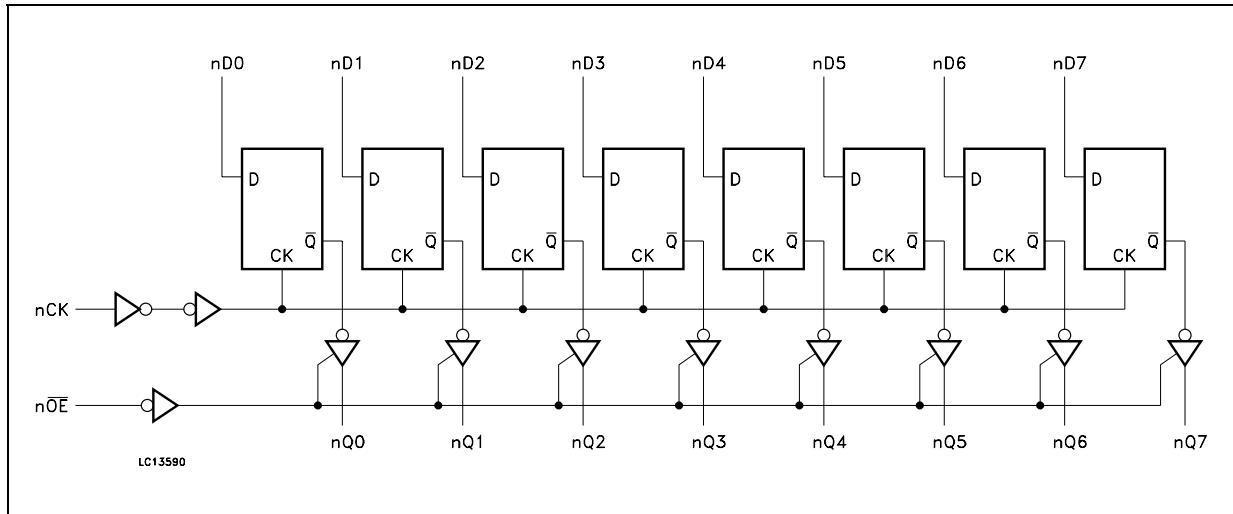 nD0 nD1 nD2 nD3 nD4 nD5 nD6 nD7
D D D D D D D D
Q̅ Q̅ Q̅ Q̅ Q̅ Q̅ Q̅ Q̅
CK CK CK CK CK CK CK CK
nCK
nO̅E̅
nQ0 nQ1 nQ2 nQ3 nQ4 nQ5 nQ6 nQ7
LC13590